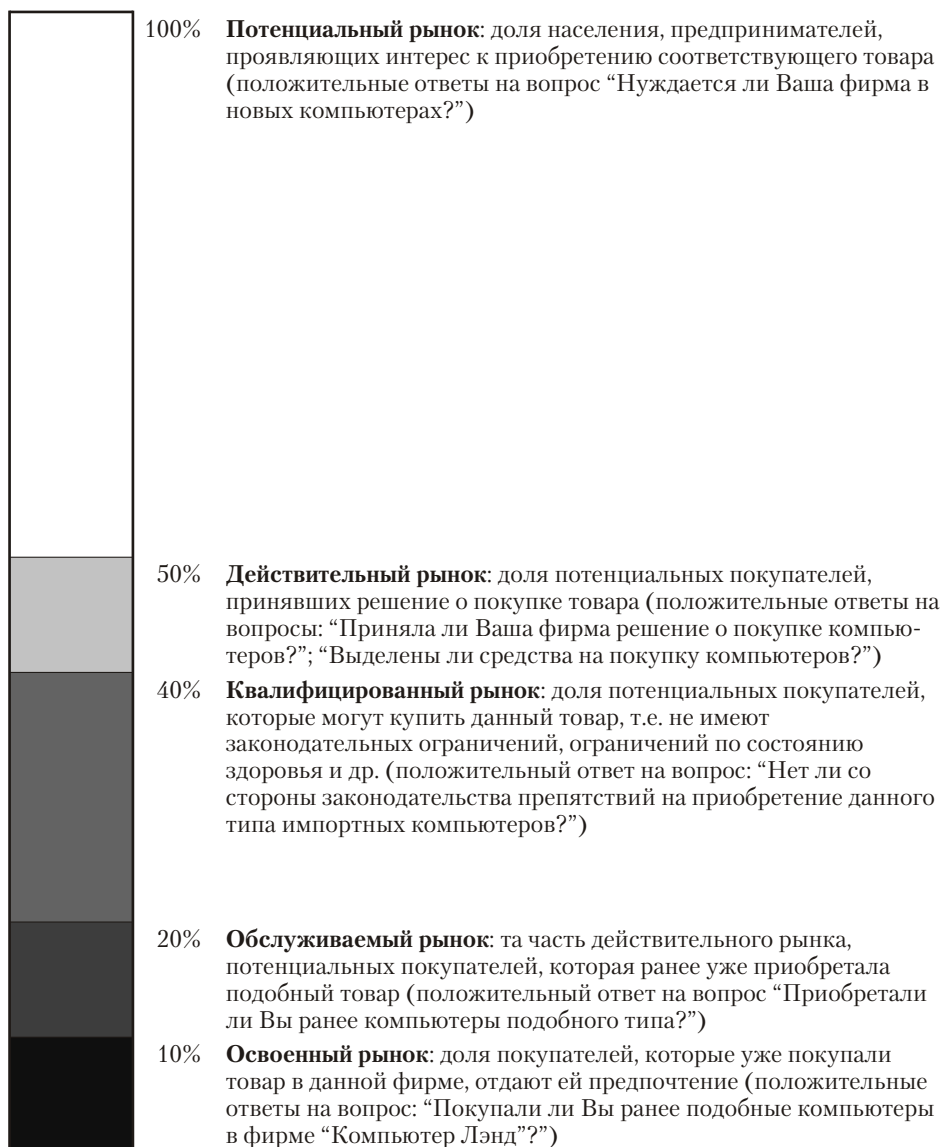 100% Потенциальный рынок: доля населения, предпринимателей,
проявляющих интерес к приобретению соответствующего товара
(положительные ответы на вопрос “Нуждается ли Ваша фирма в
новых компьютерах?”)
50% Действительный рынок: доля потенциальных покупателей,
принявших решение о покупке товара (положительные ответы на
вопросы: “Приняла ли Ваша фирма решение о покупке компью-
теров?”; “Выделены ли средства на покупку компьютеров?”)
40% Квалифицированный рынок: доля потенциальных покупателей,
которые могут купить данный товар, т.е. не имеют
законодательных ограничений, ограничений по состоянию
здоровья и др. (положительный ответ на вопрос: “Нет ли со
стороны законодательства препятствий на приобретение данного
типа импортных компьютеров?”)
20% Обслуживаемый рынок: та часть действительного рынка,
потенциальных покупателей, которая ранее уже приобретала
подобный товар (положительный ответ на вопрос “Приобретали
ли Вы ранее компьютеры подобного типа?”)
10% Освоенный рынок: доля покупателей, которые уже покупали
товар в данной фирме, отдают ей предпочтение (положительные
ответы на вопрос: “Покупали ли Вы ранее подобные компьютеры
в фирме “Компьютер Лэнд”?”)